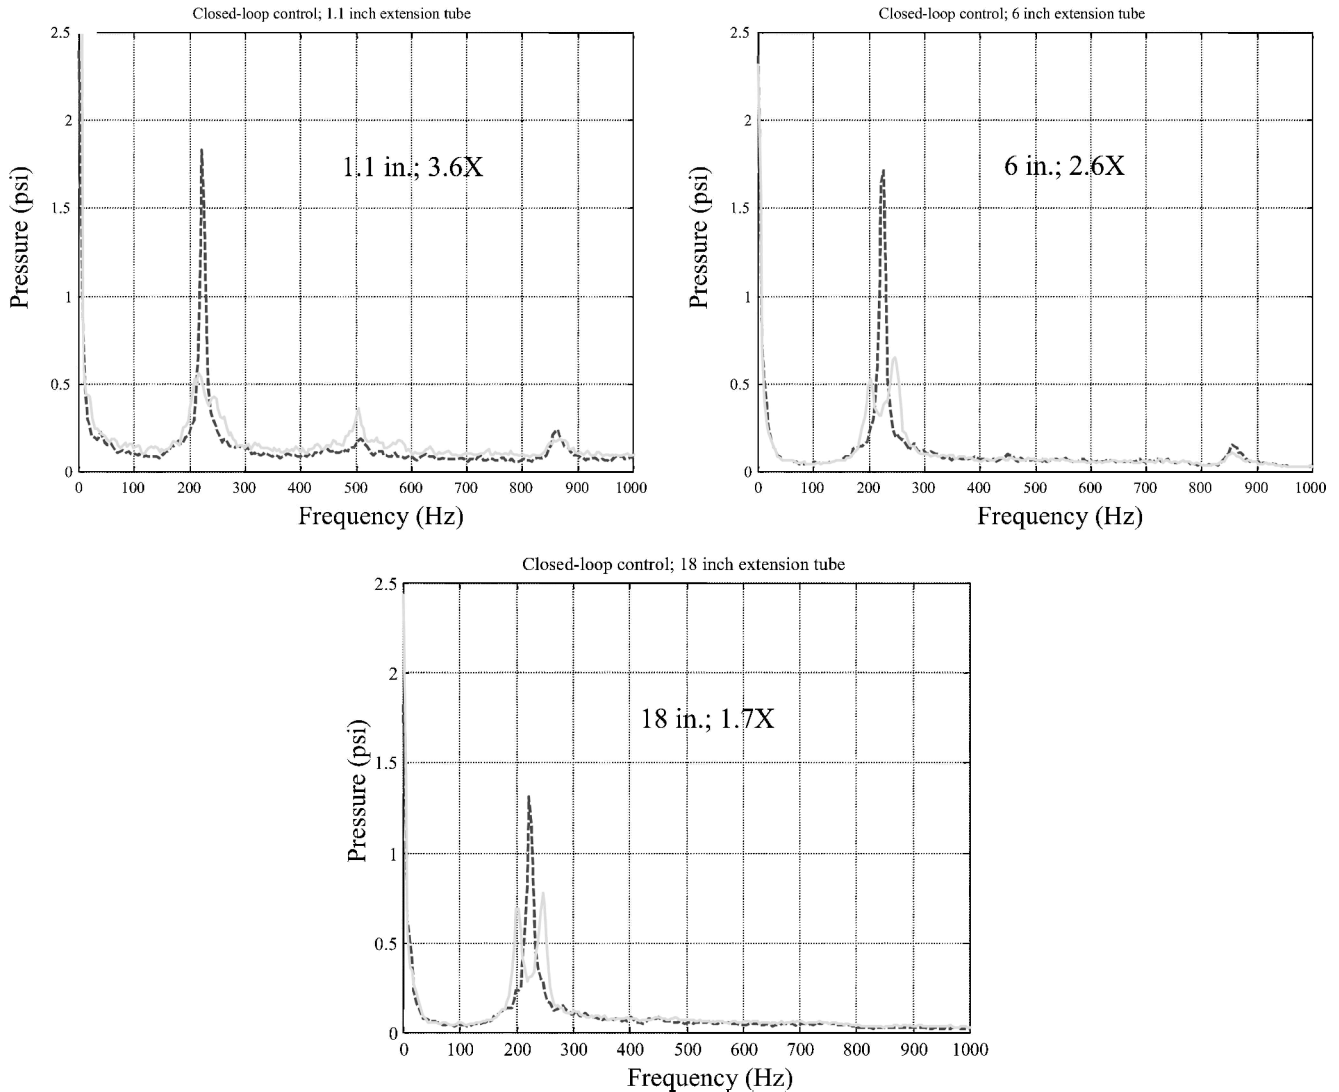 Closed-loop control; 1.1 inch extension tube
2.5
2
1.5
1
0.5
0
Pressure (psi)
1.1 in.; 3.6X
0 100 200 300 400 500 600 700 800 900 1000
Frequency (Hz)
Closed-loop control; 6 inch extension tube
2.5
2
1.5
1
0.5
0
Pressure (psi)
6 in.; 2.6X
0 100 200 300 400 500 600 700 800 900 1000
Frequency (Hz)
Closed-loop control; 18 inch extension tube
2.5
2
1.5
1
0.5
0
Pressure (psi)
18 in.; 1.7X
0 100 200 300 400 500 600 700 800 900 1000
Frequency (Hz)